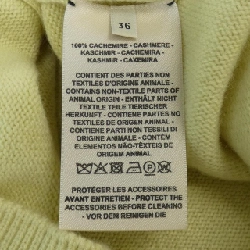 36
100% CACHEMIRE - CASHMERE -
KASCHMIR - CACHEMIRA -
KASHMIRA - CAXEMIRA
CONTIENT DES PARTIES NON
TEXTILES D'ORIGINE ANIMALE -
CONTAINS NON-TEXTILE PARTS OF
ANIMAL ORIGIN - ENTHÄLT NICHT
TEXTILE TEILE TIERISCHER
HERKUNFT - CONTIENE PARTES NO
TEXTILES DE ORIGEN ANIMAL -
CONTIENE PARTI NON TESSILI DI
ORIGINE ANIMALE - CONTÉM
ELEMENTOS NÃO-TÊXTEIS DE
ORIGEM ANIMAL
PROTÉGER LES ACCESSOIRES
AVANT ENTRETIEN - PROTECT THE
ACCESSORIES BEFORE CLEANING
- VOR DEM REINIGEN DIE